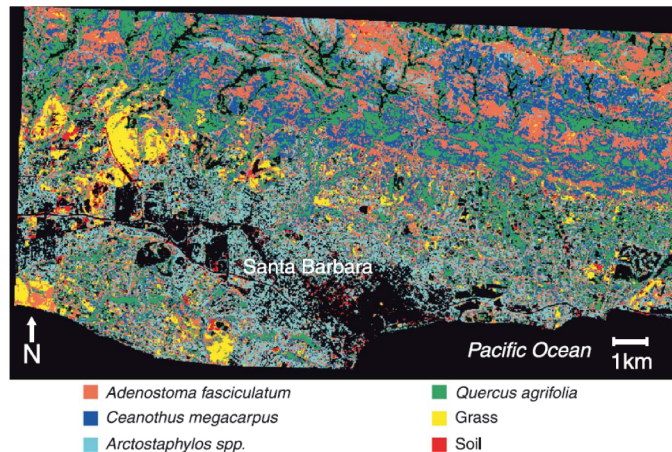 Santa Barbara
N
Pacific Ocean
1km
Adenostoma fasciculatum
Ceanothus megacarpus
Arctostaphylos spp.
Quercus agrifolia
Grass
Soil